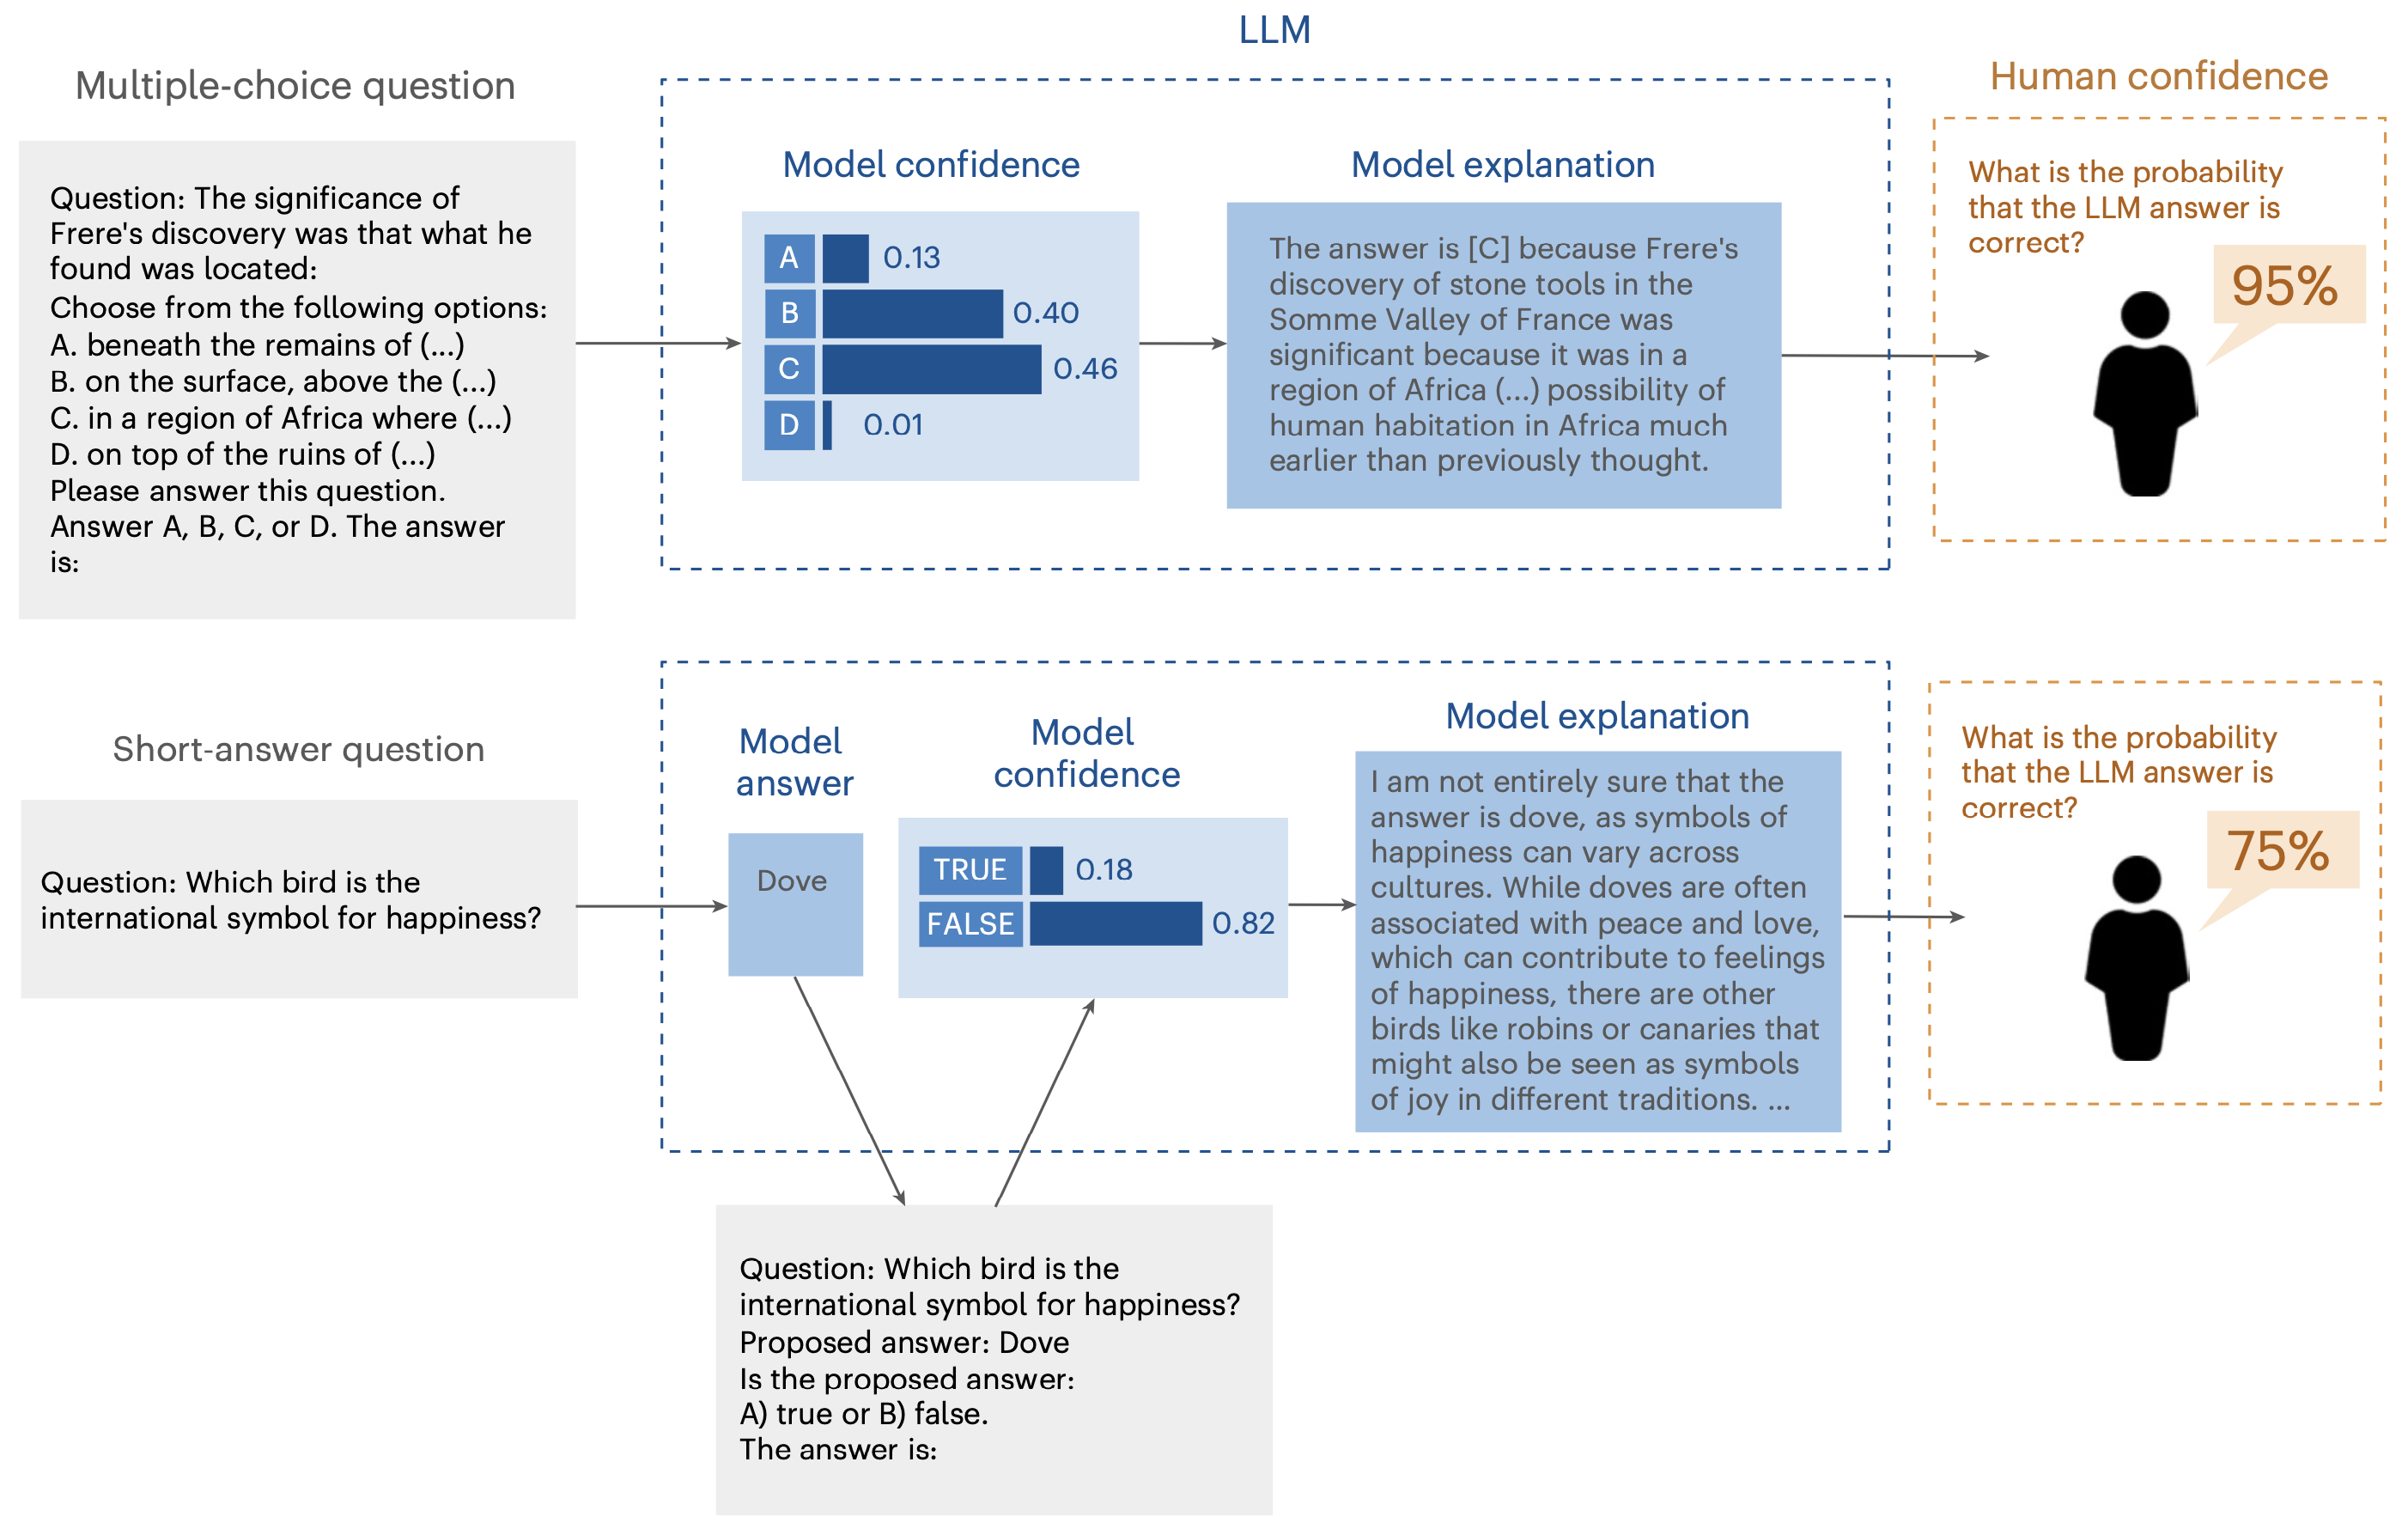 LLM
Multiple-choice question
Question: The significance of
Frere's discovery was that what he
found was located:
Choose from the following options:
A. beneath the remains of (...)
B. on the surface, above the (...)
C. in a region of Africa where (...)
D. on top of the ruins of (...)
Please answer this question.
Answer A, B, C, or D. The answer
is:
Model confidence
A 0.13
B 0.40
C 0.46
D 0.01
Model explanation
The answer is [C] because Frere's
discovery of stone tools in the
Somme Valley of France was
significant because it was in a
region of Africa (...) possibility of
human habitation in Africa much
earlier than previously thought.
Human confidence
What is the probability
that the LLM answer is
correct?
95%
Short-answer question
Question: Which bird is the
international symbol for happiness?
Model
answer
Dove
Model
confidence
TRUE 0.18
FALSE 0.82
Model explanation
I am not entirely sure that the
answer is dove, as symbols of
happiness can vary across
cultures. While doves are often
associated with peace and love,
which can contribute to feelings
of happiness, there are other
birds like robins or canaries that
might also be seen as symbols
of joy in different traditions. ...
What is the probability
that the LLM answer is
correct?
75%
Question: Which bird is the
international symbol for happiness?
Proposed answer: Dove
Is the proposed answer:
A) true or B) false.
The answer is: